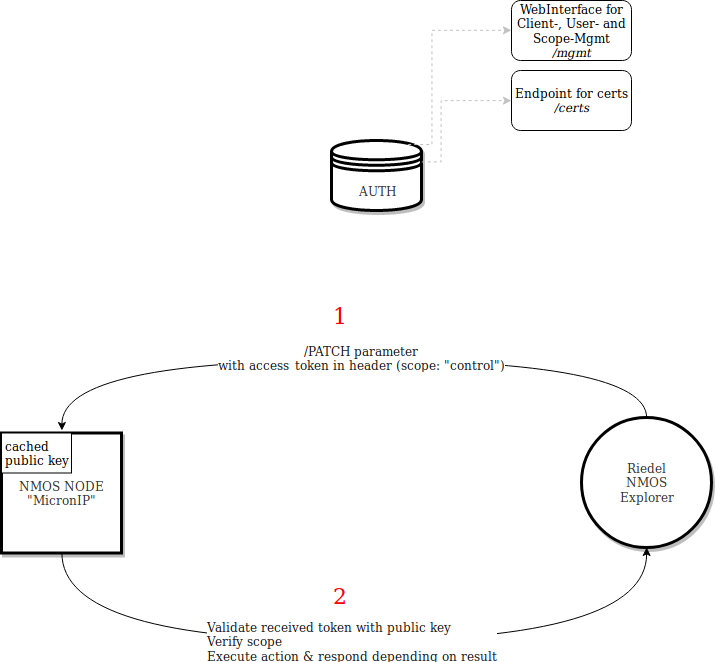 WebInterface for
Client-, User- and
Scope-Mgmt
/mgmt
Endpoint for certs
/certs
AUTH
1
/PATCH parameter
with access token in header (scope: "control")
cached
public key
NMOS NODE
"MicronIP"
Riedel
NMOS
Explorer
2
Validate received token with public key
Verify scope
Execute action & respond depending on result